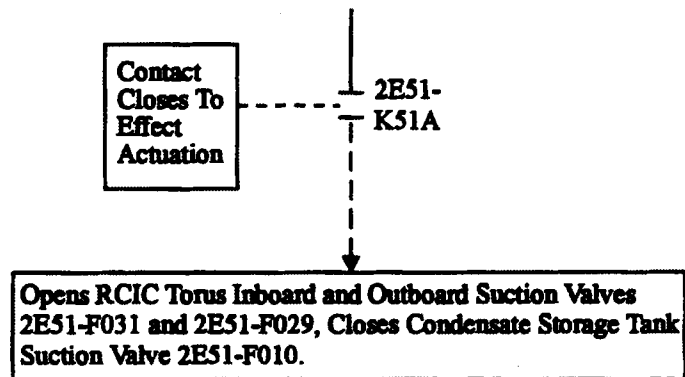 Contact
Closes To
Effect
Actuation
2E51-
K51A
Opens RCIC Torus Inboard and Outboard Suction Valves
2E51-F031 and 2E51-F029, Closes Condensate Storage Tank
Suction Valve 2E51-F010.